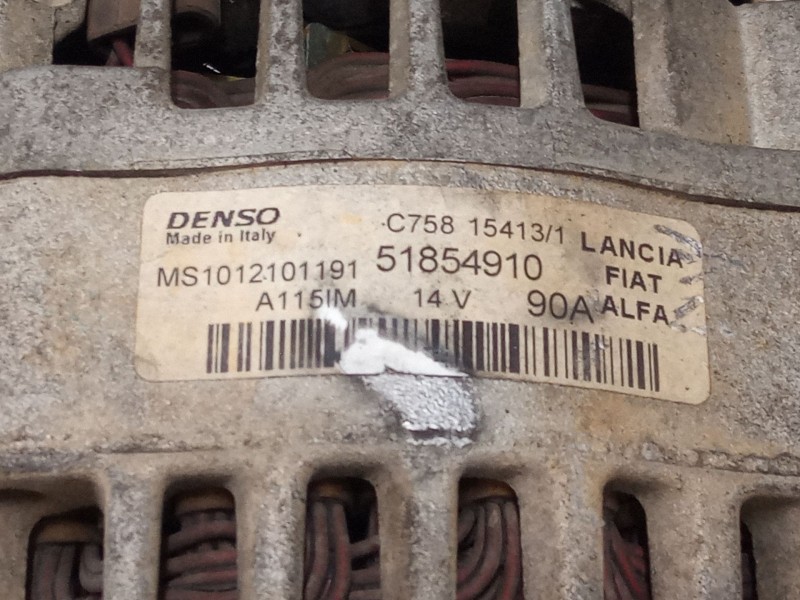 DENSO
Made in Italy
C758 15413/1
LANCIA
MS1012101191 51854910
FIAT
A115IM 14 V 90A
ALFA